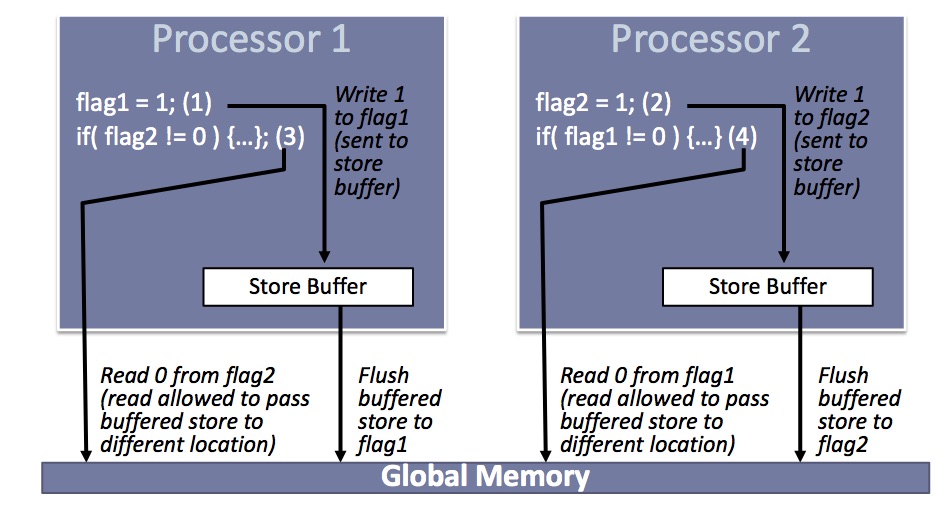 Processor 1
flag1 = 1; (1)
if( flag2 != 0 ) {...}; (3)
Write 1
to flag1
(sent to
store
buffer)
Store Buffer
Read 0 from flag2
(read allowed to pass
buffered store to
different location)
Flush
buffered
store to
flag1
Processor 2
flag2 = 1; (2)
if( flag1 != 0 ) {...} (4)
Write 1
to flag2
(sent to
store
buffer)
Store Buffer
Read 0 from flag1
(read allowed to pass
buffered store to
different location)
Flush
buffered
store to
flag2
Global Memory